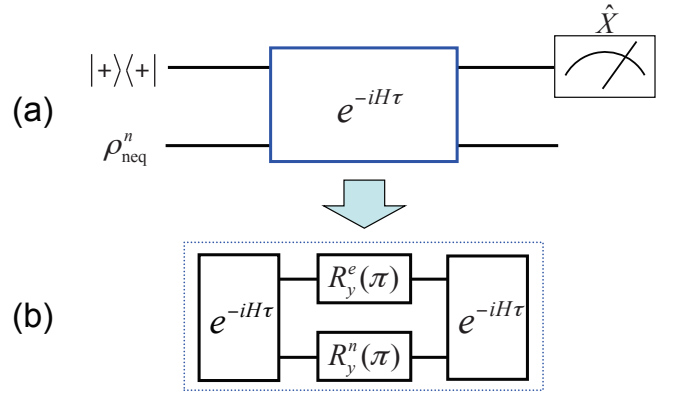 X̂
|+⟩⟨+|
(a)
e^{-iHτ}
ρ^n_neq
(b)
e^{-iHτ}
R^e_y(π)
R^n_y(π)
e^{-iHτ}